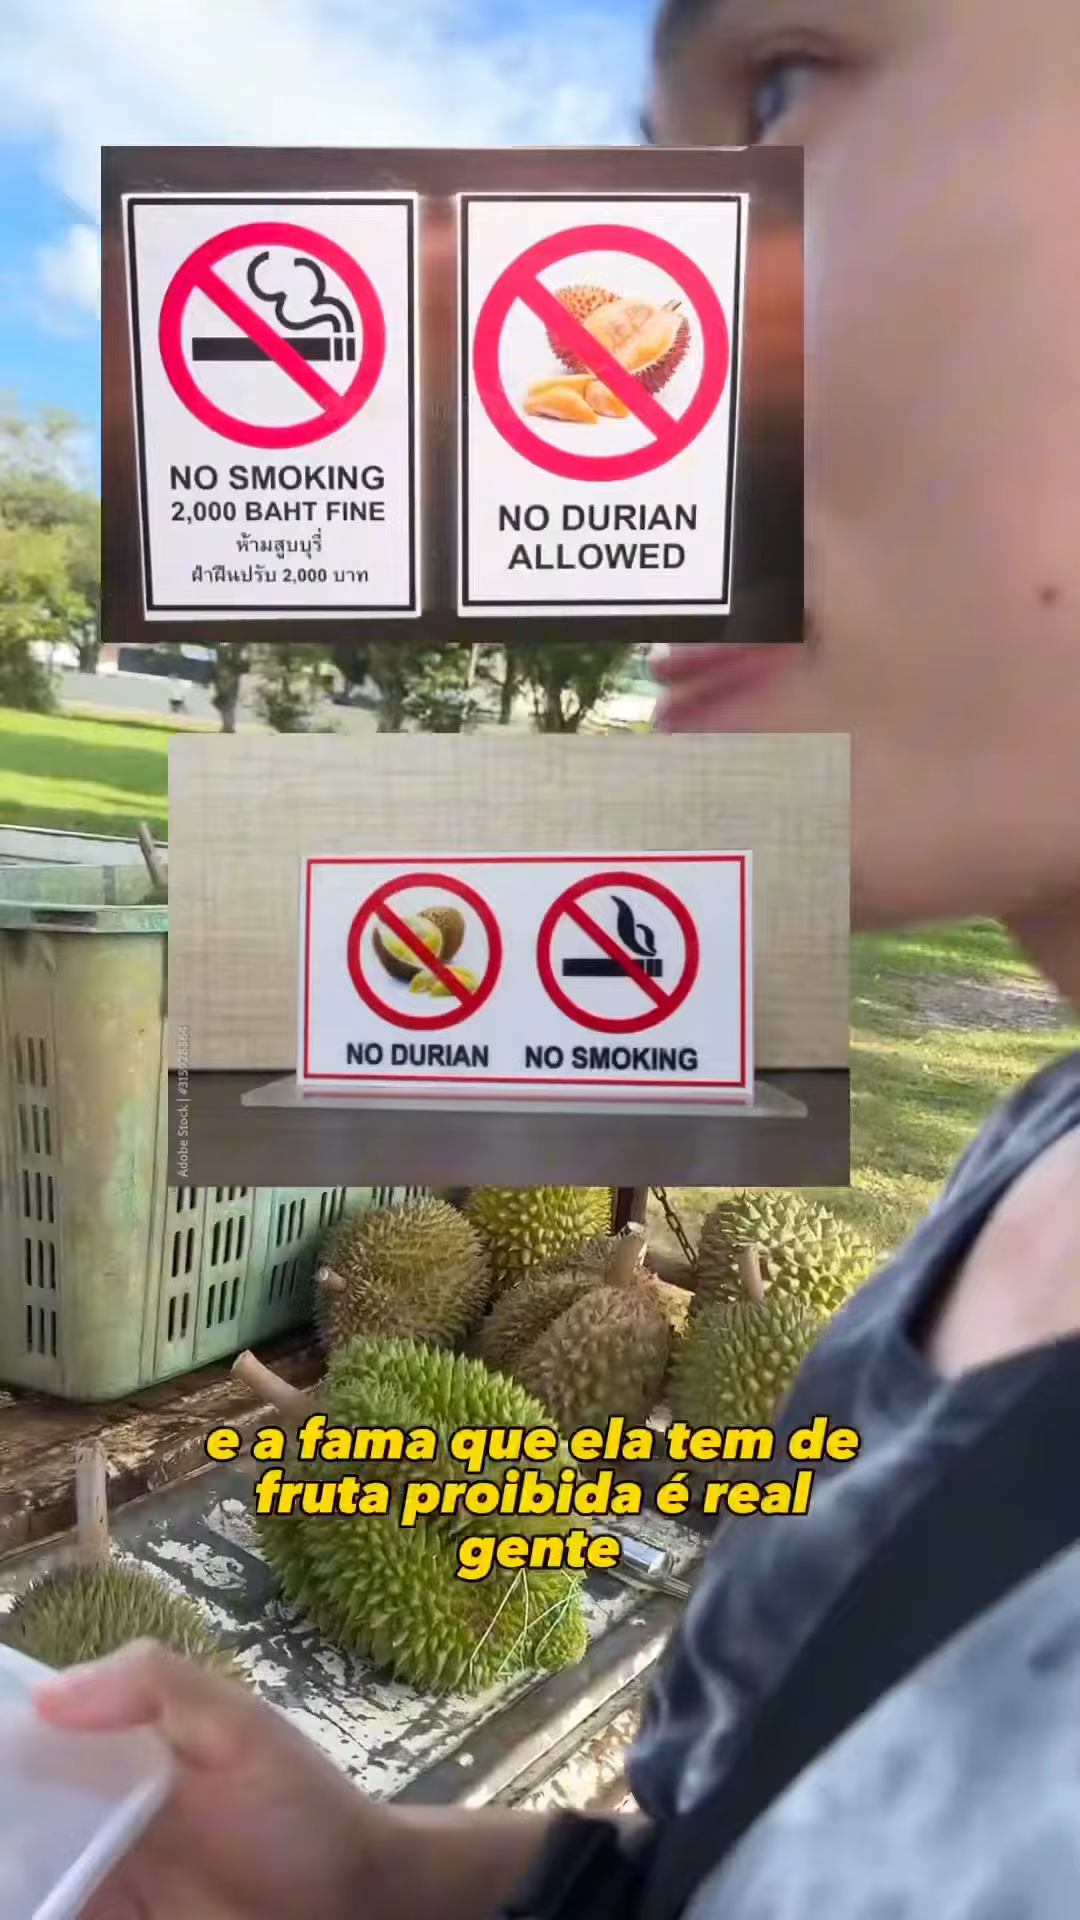 NO SMOKING
2,000 BAHT FINE
ห้ามสูบบุรี่
ฝ่าฝืนปรับ 2,000 บาท
NO DURIAN
ALLOWED
NO DURIAN
NO SMOKING
Adobe Stock | #315928364
e a fama que ela tem de
fruta proibida é real
gente